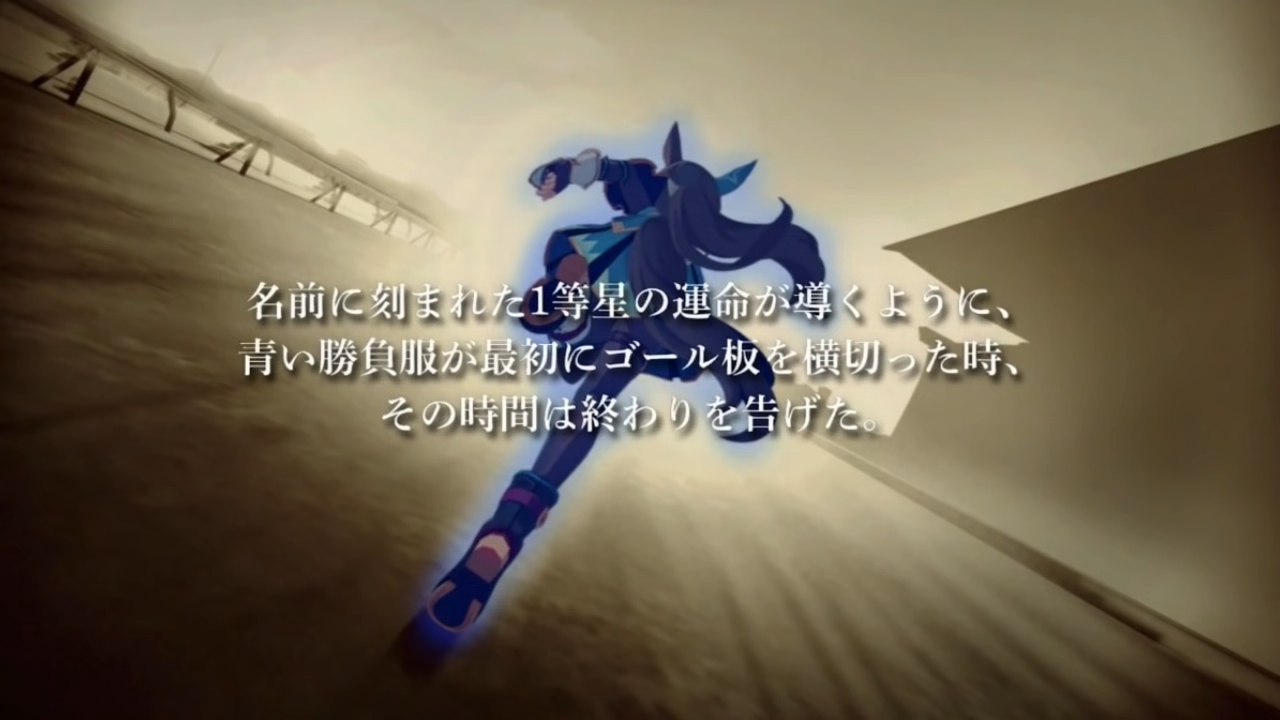 名前に刻まれた1等星の運命が導くように、
青い勝負服が最初にゴール板を横切った時、
その時間は終わりを告げた。